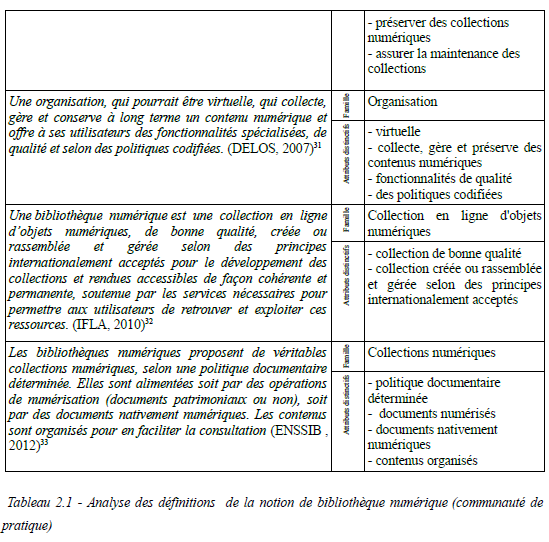 - préserver des collections
numériques
- assurer la maintenance des
collections
Une organisation, qui pourrait être virtuelle, qui collecte,
gère et conserve à long terme un contenu numérique et
offre à ses utilisateurs des fonctionnalités spécialisées, de
qualité et selon des politiques codifiées. (DELOS, 2007)³¹
Famille
Organisation
Attributs distinctifs
- virtuelle
- collecte, gère et préserve des
contenus numériques
- fonctionnalités de qualité
- des politiques codifiées
Une bibliothèque numérique est une collection en ligne
d’objets numériques, de bonne qualité, créée ou
rassemblée et gérée selon des principes
internationalement acceptés pour le développement des
collections et rendues accessibles de façon cohérente et
permanente, soutenue par les services nécessaires pour
permettre aux utilisateurs de retrouver et exploiter ces
ressources. (IFLA, 2010)³²
Famille
Collection en ligne d'objets
numériques
Attributs distinctifs
- collection de bonne qualité
- collection créée ou rassemblée
et gérée selon des principes
internationalement acceptés
Les bibliothèques numériques proposent de véritables
collections numériques, selon une politique documentaire
déterminée. Elles sont alimentées soit par des opérations
de numérisation (documents patrimoniaux ou non), soit
par des documents nativement numériques. Les contenus
sont organisés pour en faciliter la consultation (ENSSIB ,
2012)³³
Famille
Collections numériques
Attributs distinctifs
- politique documentaire
déterminée
- documents numérisés
- documents nativement
numériques
- contenus organisés
Tableau 2.1 - Analyse des définitions de la notion de bibliothèque numérique (communauté de
pratique)